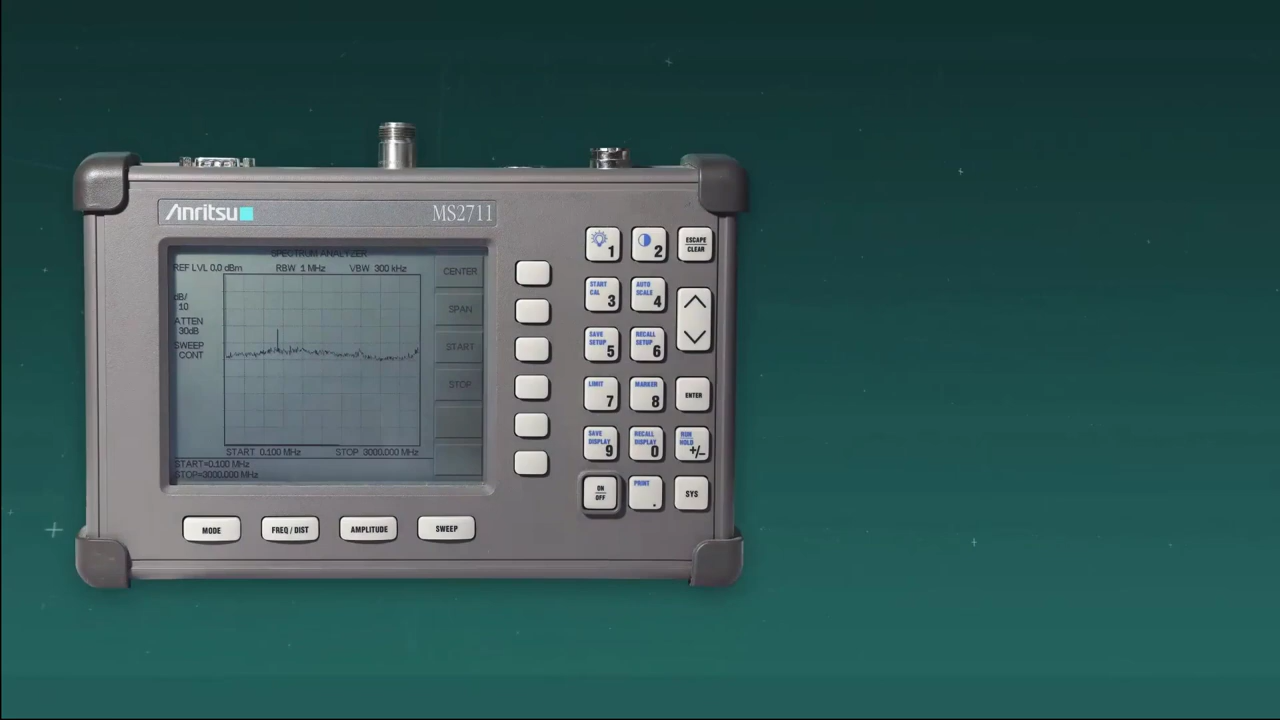 Anritsu
MS2711
SPECTRUM ANALYZER
REF LVL 0.0 dBm RBW 1 MHz VBW 300 kHz
dB/
10
ATTEN
30dB
SWEEP
CONT
START 0.100 MHz STOP 3000.000 MHz
START=0.100 MHz
STOP=3000.000 MHz
CENTER
SPAN
START
STOP
1
2
ESCAPE
CLEAR
START
CAL
3
AUTO
SCALE
4
SAVE
SETUP
5
RECALL
SETUP
6
LIMIT
7
MARKER
8
ENTER
SAVE
DISPLAY
9
RECALL
DISPLAY
0
RUN
HOLD
+/-
ON
OFF
PRINT
.
SYS
MODE
FREQ / DIST
AMPLITUDE
SWEEP